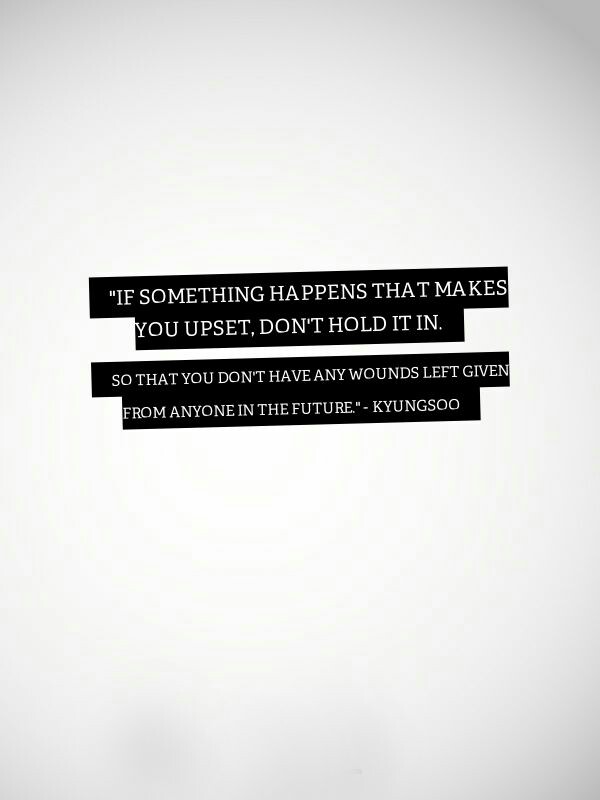 "IF SOMETHING HAPPENS THAT MAKES
YOU UPSET, DON'T HOLD IT IN.
SO THAT YOU DON'T HAVE ANY WOUNDS LEFT GIVEN
FROM ANYONE IN THE FUTURE." - KYUNGSOO